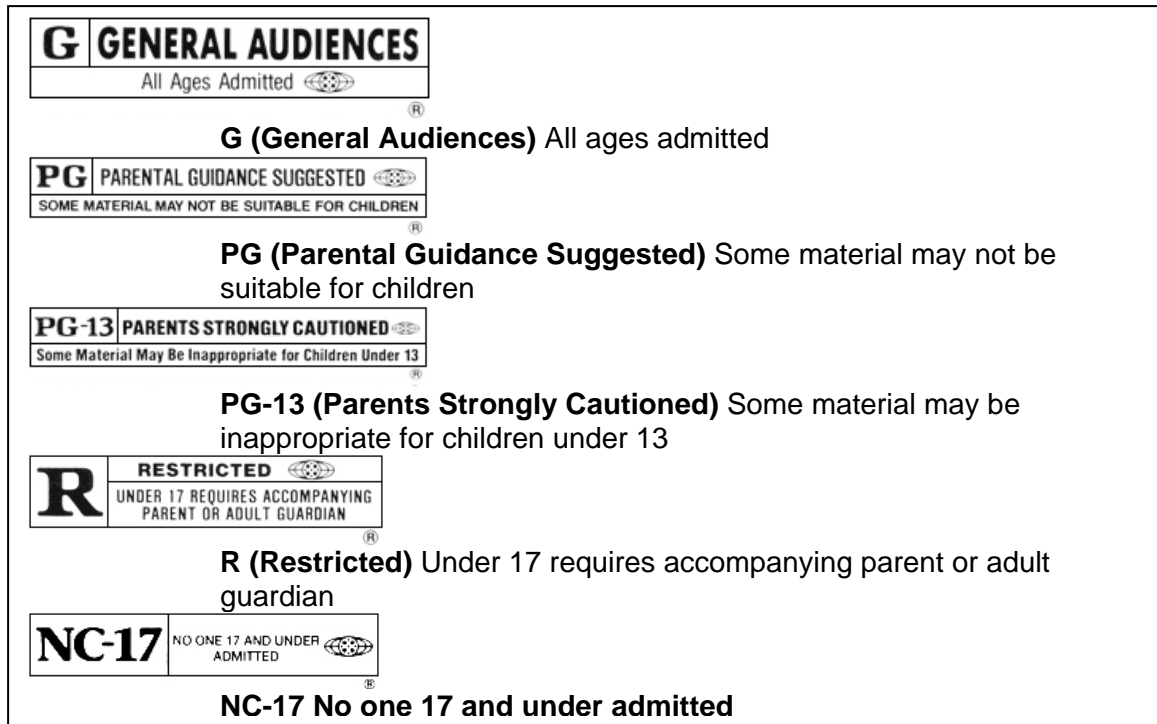 G GENERAL AUDIENCES
All Ages Admitted
®
G (General Audiences) All ages admitted
PG PARENTAL GUIDANCE SUGGESTED
SOME MATERIAL MAY NOT BE SUITABLE FOR CHILDREN
®
PG (Parental Guidance Suggested) Some material may not be
suitable for children
PG-13 PARENTS STRONGLY CAUTIONED
Some Material May Be Inappropriate for Children Under 13
®
PG-13 (Parents Strongly Cautioned) Some material may be
inappropriate for children under 13
R RESTRICTED
UNDER 17 REQUIRES ACCOMPANYING
PARENT OR ADULT GUARDIAN
®
R (Restricted) Under 17 requires accompanying parent or adult
guardian
NC-17 NO ONE 17 AND UNDER
ADMITTED
®
NC-17 No one 17 and under admitted